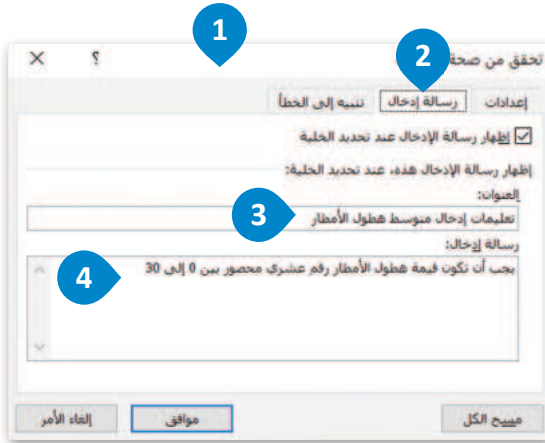 1
2
تحقق من صحة
؟
إعدادات رسالة إدخال تنبيه إلى الخطأ
إظهار رسالة الإدخال عند تحديد الخلية
إظهار رسالة الإدخال هذه، عند تحديد الخلية:
العنوان:
تعليمات إدخال متوسط هطول الأمطار 3
رسالة إدخال:
يجب أن تكون قيمة هطول الأمطار رقم عشري محصور بين 0 إلى 30 4
مسح الكل موافق إلغاء الأمر